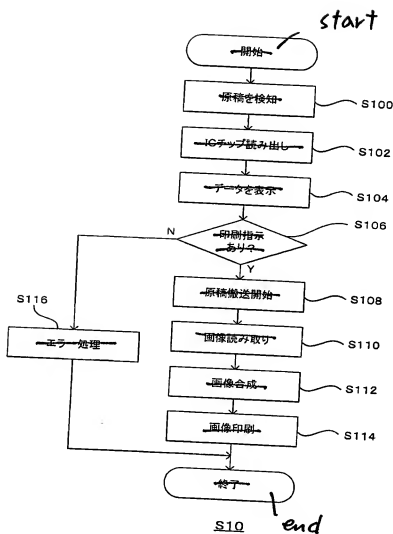 start
開始
原稿を検知
S100
ICチップ読み出し
S102
データを表示
S104
印刷指示
あり?
S106
N
Y
原稿搬送開始
S108
S116
エラー処理
画像読み取り
S110
画像合成
S112
画像印刷
S114
終了
end
S10